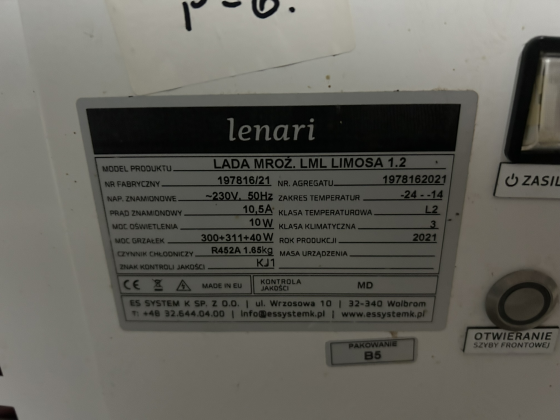 P-6.
lenari
MODEL PRODUKTU LADA MROŹ. LML LIMOSA 1.2
NR FABRYCZNY 197816/21 NR. AGREGATU 1978162021
NAP. ZNAMIONOWE ~230V, 50Hz ZAKRES TEMPERATUR -24 - -14
PRĄD ZNAMIONOWY 10,5A KLASA TEMPERATUROWA L2
MOC OŚWIETLENIA 10W KLASA KLIMATYCZNA 3
MOC GRZAŁEK 300+311+40W ROK PRODUKCJI 2021
CZYNNIK CHŁODNICZY R452A 1.65kg MASA URZĄDZENIA
ZNAK KONTROLI JAKOŚCI KJ1
CE MADE IN EU KONTROLA JAKOŚCI MD
ES SYSTEM K SP. Z O.O. | ul. Wrzosowa 10 | 32-340 Wolbrom
T: +48 32.644.04.00 | info@essystemk.pl | www.essystemk.pl
PAKOWANIE
B5
ZASIL
OTWIERANIE
SZYBY FRONTOWEJ